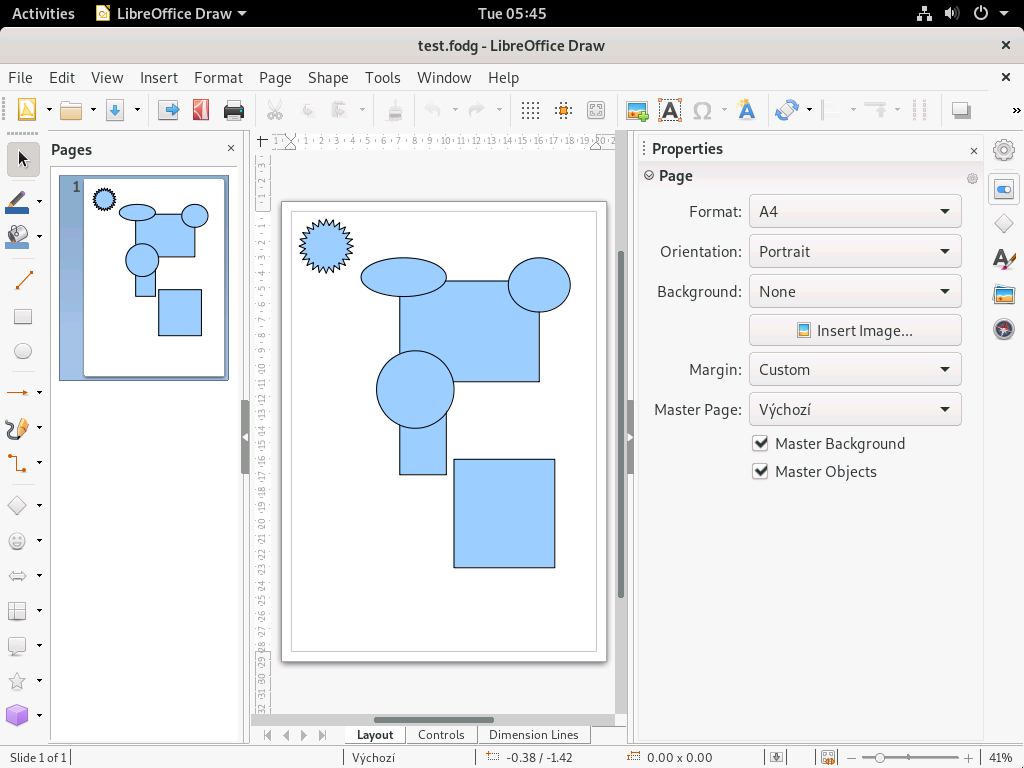 Activities LibreOffice Draw Tue 05:45
test.fodg - LibreOffice Draw
File Edit View Insert Format Page Shape Tools Window Help
Pages
1
Properties
Page
Format: A4
Orientation: Portrait
Background: None
Insert Image...
Margin: Custom
Master Page: Výchozí
Master Background
Master Objects
Layout Controls Dimension Lines
Slide 1 of 1 Výchozí -0.38 / -1.42 0.00 x 0.00 41%